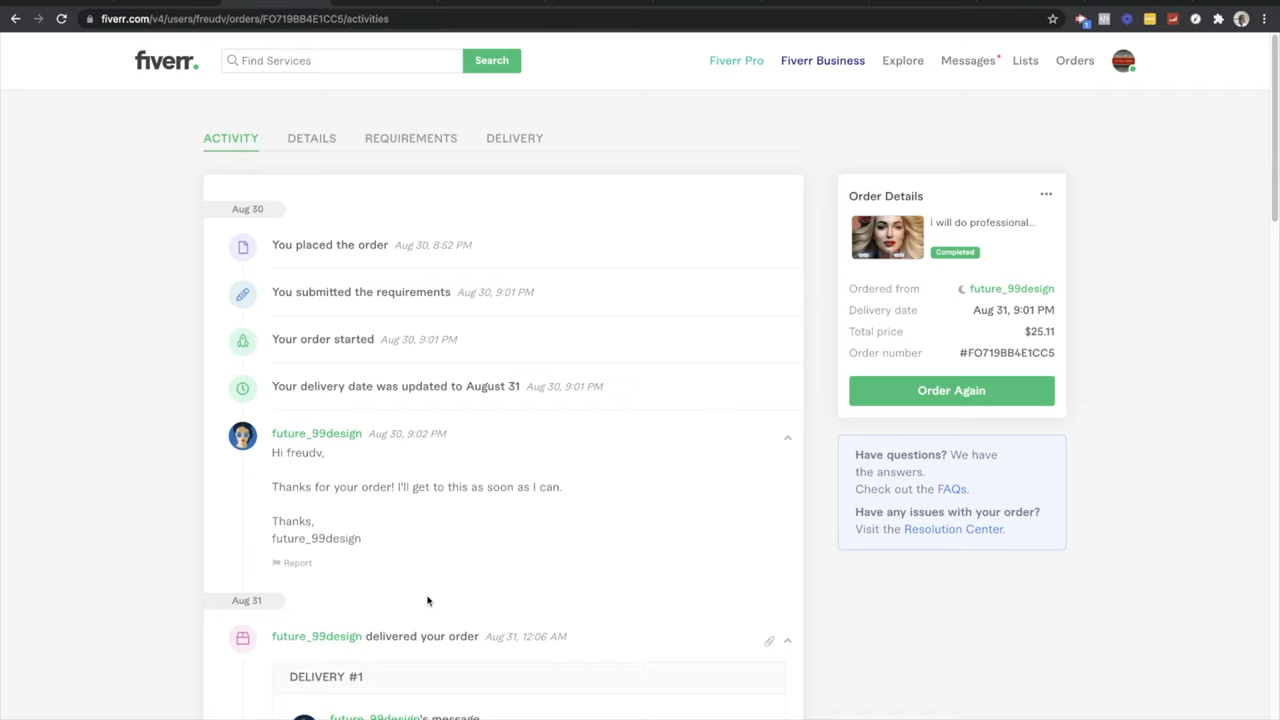 fiverr.com/v4/users/freudv/orders/FO719BB4E1CC5/activities
1
fiverr.
Find Services
Search
Fiverr Pro
Fiverr Business
Explore
Messages
Lists
Orders
ACTIVITY
DETAILS
REQUIREMENTS
DELIVERY
Aug 30
You placed the order Aug 30, 8:52 PM
You submitted the requirements Aug 30, 9:01 PM
Your order started Aug 30, 9:01 PM
Your delivery date was updated to August 31 Aug 30, 9:01 PM
future_99design Aug 30, 9:02 PM
Hi freudv,
Thanks for your order! I'll get to this as soon as I can.
Thanks,
future_99design
Report
Aug 31
future_99design delivered your order Aug 31, 12:06 AM
DELIVERY #1
future_99design's message
Order Details
I will do professional...
Completed
Ordered from future_99design
Delivery date Aug 31, 9:01 PM
Total price $25.11
Order number #FO719BB4E1CC5
Order Again
Have questions? We have
the answers.
Check out the FAQs.
Have any issues with your order?
Visit the Resolution Center.